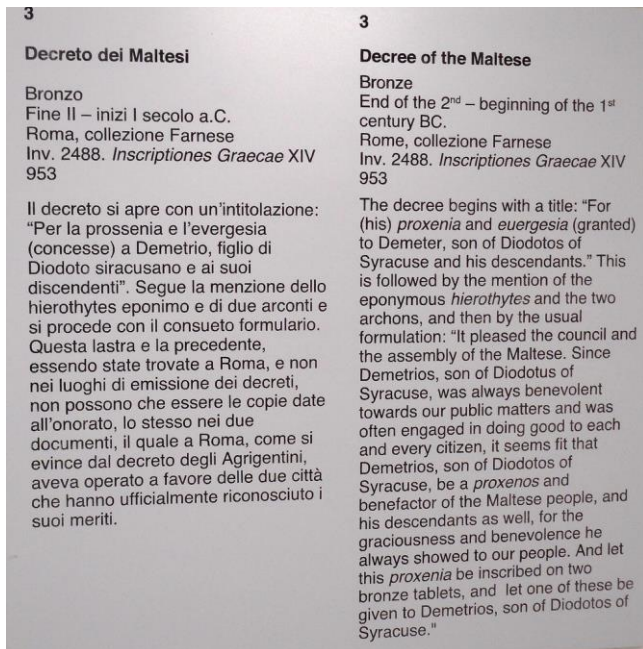 3
Decreto dei Maltesi
Bronzo
Fine II – inizi I secolo a.C.
Roma, collezione Farnese
Inv. 2488. Inscriptiones Graecae XIV
953
Il decreto si apre con un'intitolazione:
"Per la prossenia e l'evergesia
(concesse) a Demetrio, figlio di
Diodoto siracusano e ai suoi
discendenti". Segue la menzione dello
hierothytes eponimo e di due arconti e
si procede con il consueto formulario.
Questa lastra e la precedente,
essendo state trovate a Roma, e non
nei luoghi di emissione dei decreti,
non possono che essere le copie date
all'onorato, lo stesso nei due
documenti, il quale a Roma, come si
evince dal decreto degli Agrigentini,
aveva operato a favore delle due città
che hanno ufficialmente riconosciuto i
suoi meriti.
3
Decree of the Maltese
Bronze
End of the 2nd – beginning of the 1st
century BC.
Rome, collezione Farnese
Inv. 2488. Inscriptiones Graecae XIV
953
The decree begins with a title: "For
(his) proxenia and euergesia (granted)
to Demeter, son of Diodotos of
Syracuse and his descendants." This
is followed by the mention of the
eponymous hierothytes and the two
archons, and then by the usual
formulation: "It pleased the council and
the assembly of the Maltese. Since
Demetrios, son of Diodotus of
Syracuse, was always benevolent
towards our public matters and was
often engaged in doing good to each
and every citizen, it seems fit that
Demetrios, son of Diodotos of
Syracuse, be a proxenos and
benefactor of the Maltese people, and
his descendants as well, for the
graciousness and benevolence he
always showed to our people. And let
this proxenia be inscribed on two
bronze tablets, and let one of these be
given to Demetrios, son of Diodotos of
Syracuse."